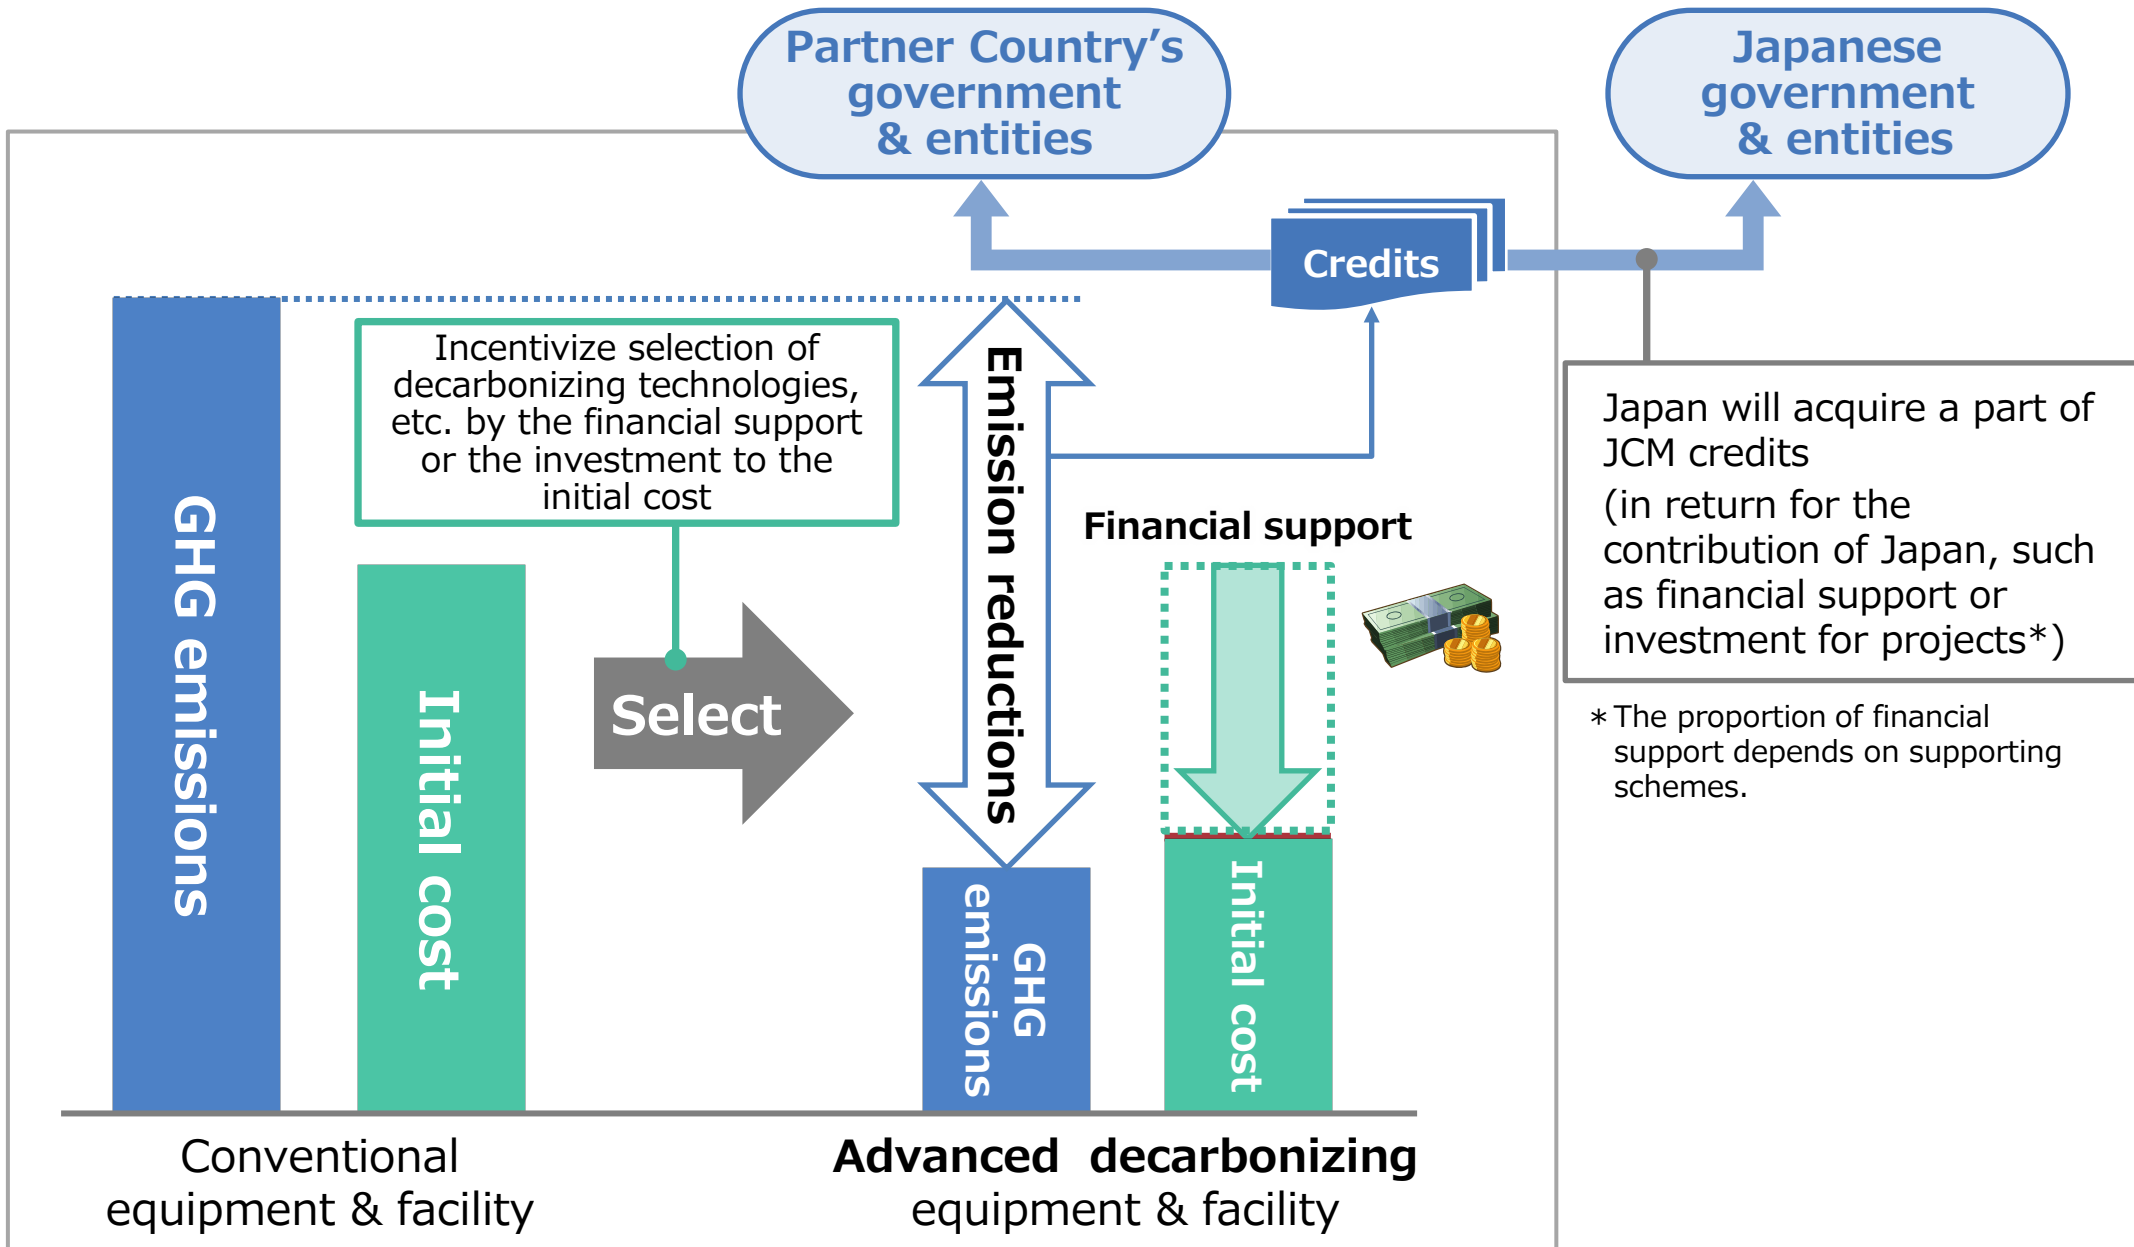 Partner Country’s
government
& entities
Japanese
government
& entities
Credits
Incentivize selection of
decarbonizing technologies,
etc. by the financial support
or the investment to the
initial cost
Emission reductions
Financial support
Japan will acquire a part of
JCM credits
(in return for the
contribution of Japan, such
as financial support or
investment for projects*)
* The proportion of financial
support depends on supporting
schemes.
GHG emissions
Initial cost
Select
GHG
emissions
Initial cost
Conventional
equipment & facility
Advanced decarbonizing
equipment & facility